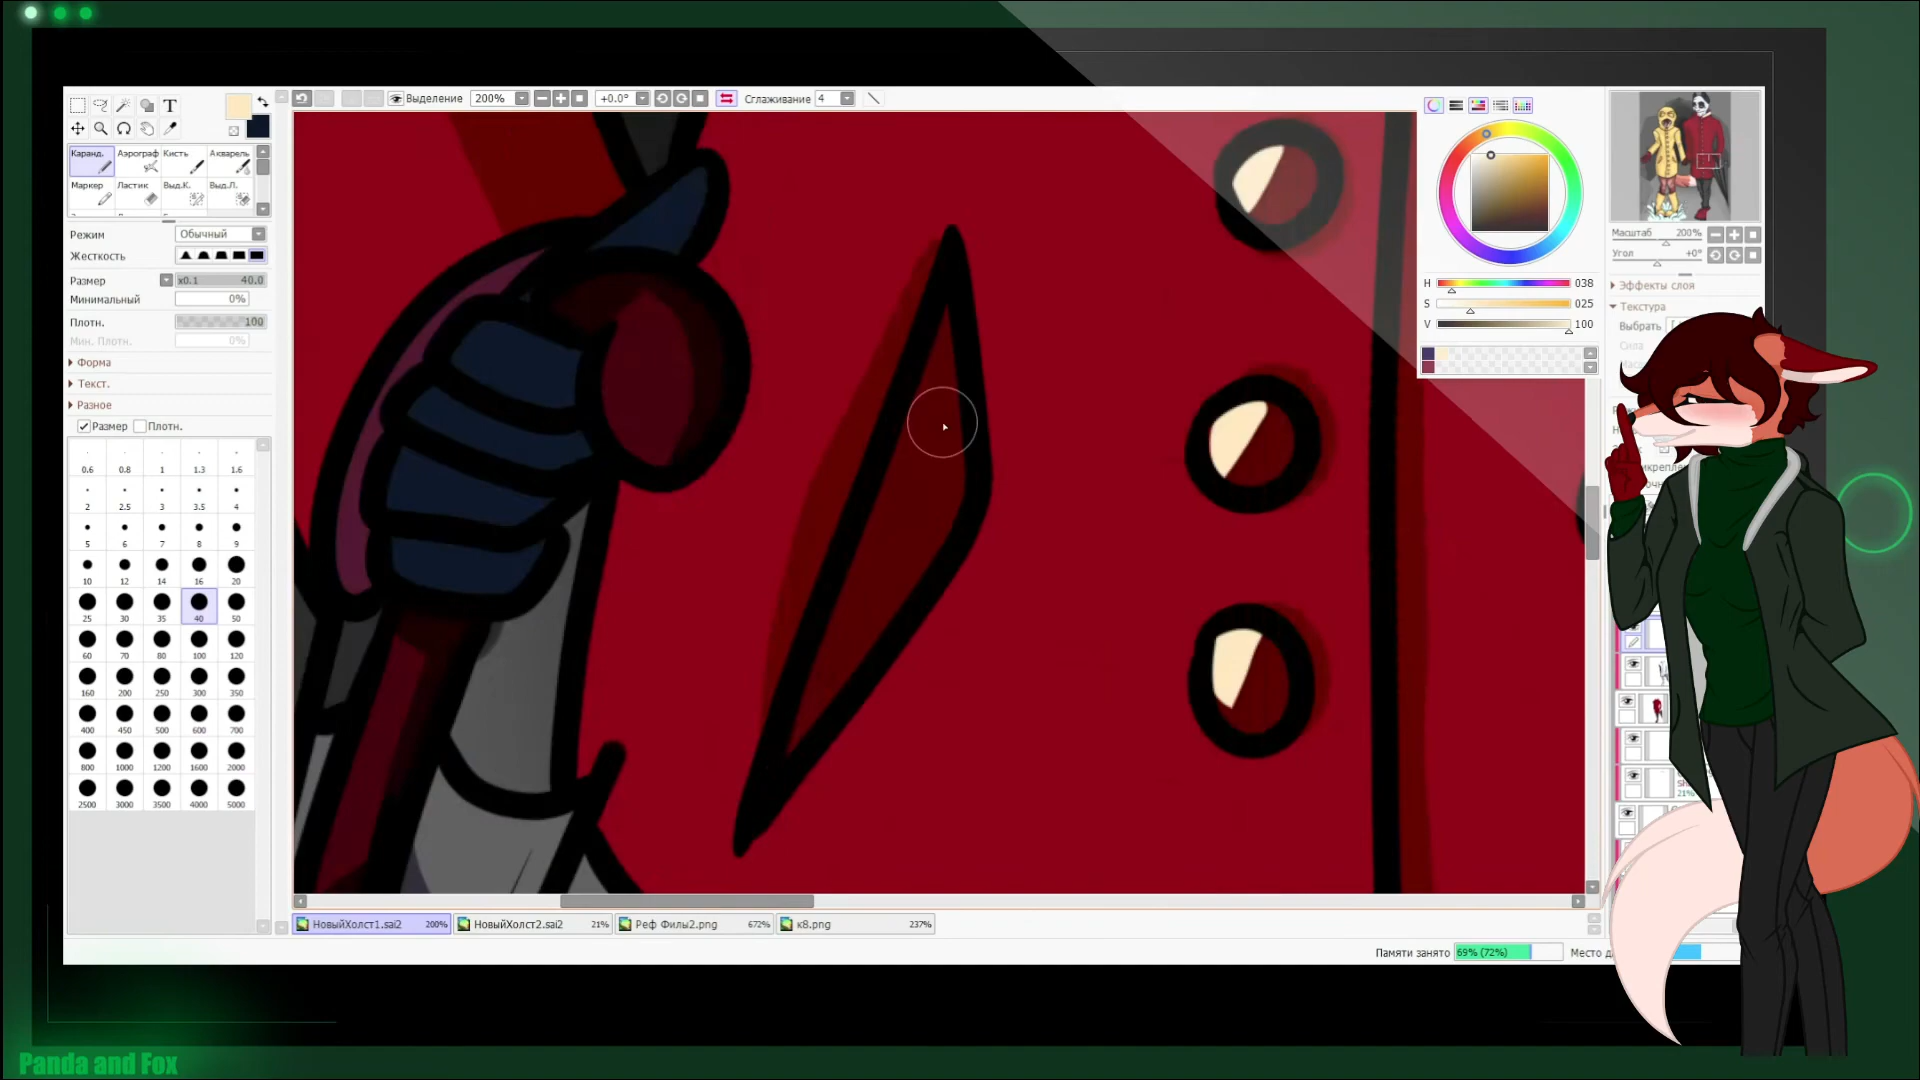 Выделение 200% +0.0° Сглаживание 4
T
Каранд. Аэрограф Кисть Акварель
Маркер Ластик Выд.К. Выд.Л.
Режим Обычный
Жесткость
Размер x0.1 40.0
Минимальный 0%
Плотн. 100
Мин. Плотн. 0%
Форма
Текст.
Разное
Размер Плотн.
0.6 0.8 1 1.3 1.6
2 2.5 3 3.5 4
5 6 7 8 9
10 12 14 16 20
25 30 35 40 50
60 70 80 100 120
160 200 250 300 350
400 450 500 600 700
800 1000 1200 1600 2000
2500 3000 3500 4000 5000
H 038
S 025
V 100
Масштаб 200%
Угол +0°
Эффекты слоя
Текстура
Выбрать
Сила
21%
НовыйХолст1.sai2 200% НовыйХолст2.sai2 21% Реф Филы2.png 672% к8.png 237%
Памяти занято 69% (72%) Место
Panda and Fox